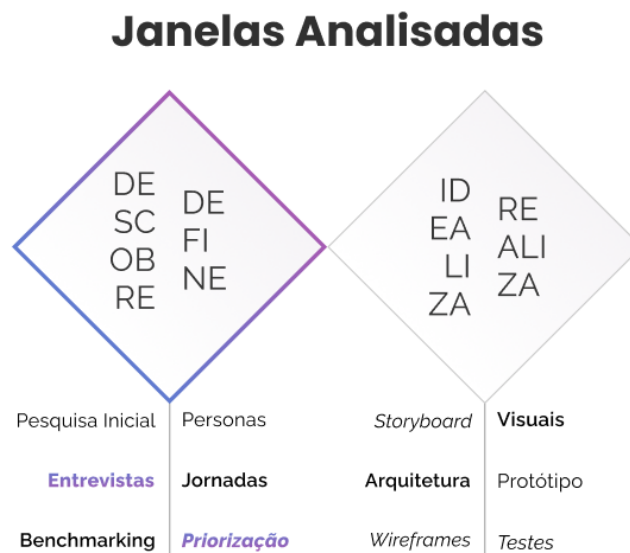 Janelas Analisadas
DE
SC
OB
RE
DE
FI
NE
ID
EA
LI
ZA
RE
ALI
ZA
Pesquisa Inicial
Personas
Entrevistas
Jornadas
Benchmarking
Priorização
Storyboard
Visuais
Arquitetura
Protótipo
Wireframes
Testes